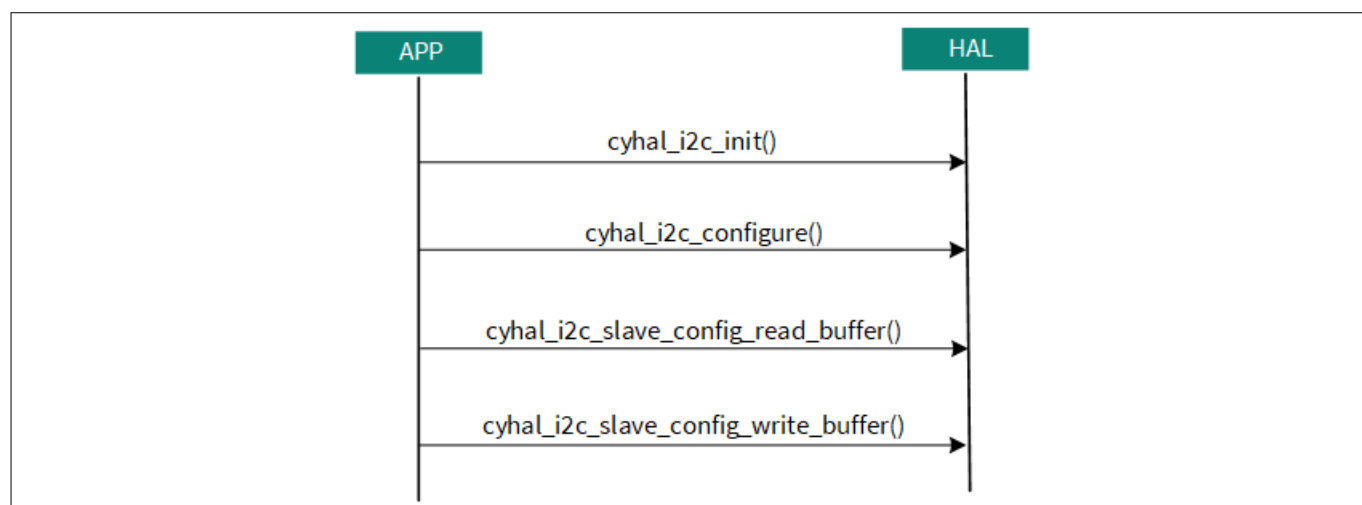 APP
HAL
cyhal_i2c_init()
cyhal_i2c_configure()
cyhal_i2c_slave_config_read_buffer()
cyhal_i2c_slave_config_write_buffer()